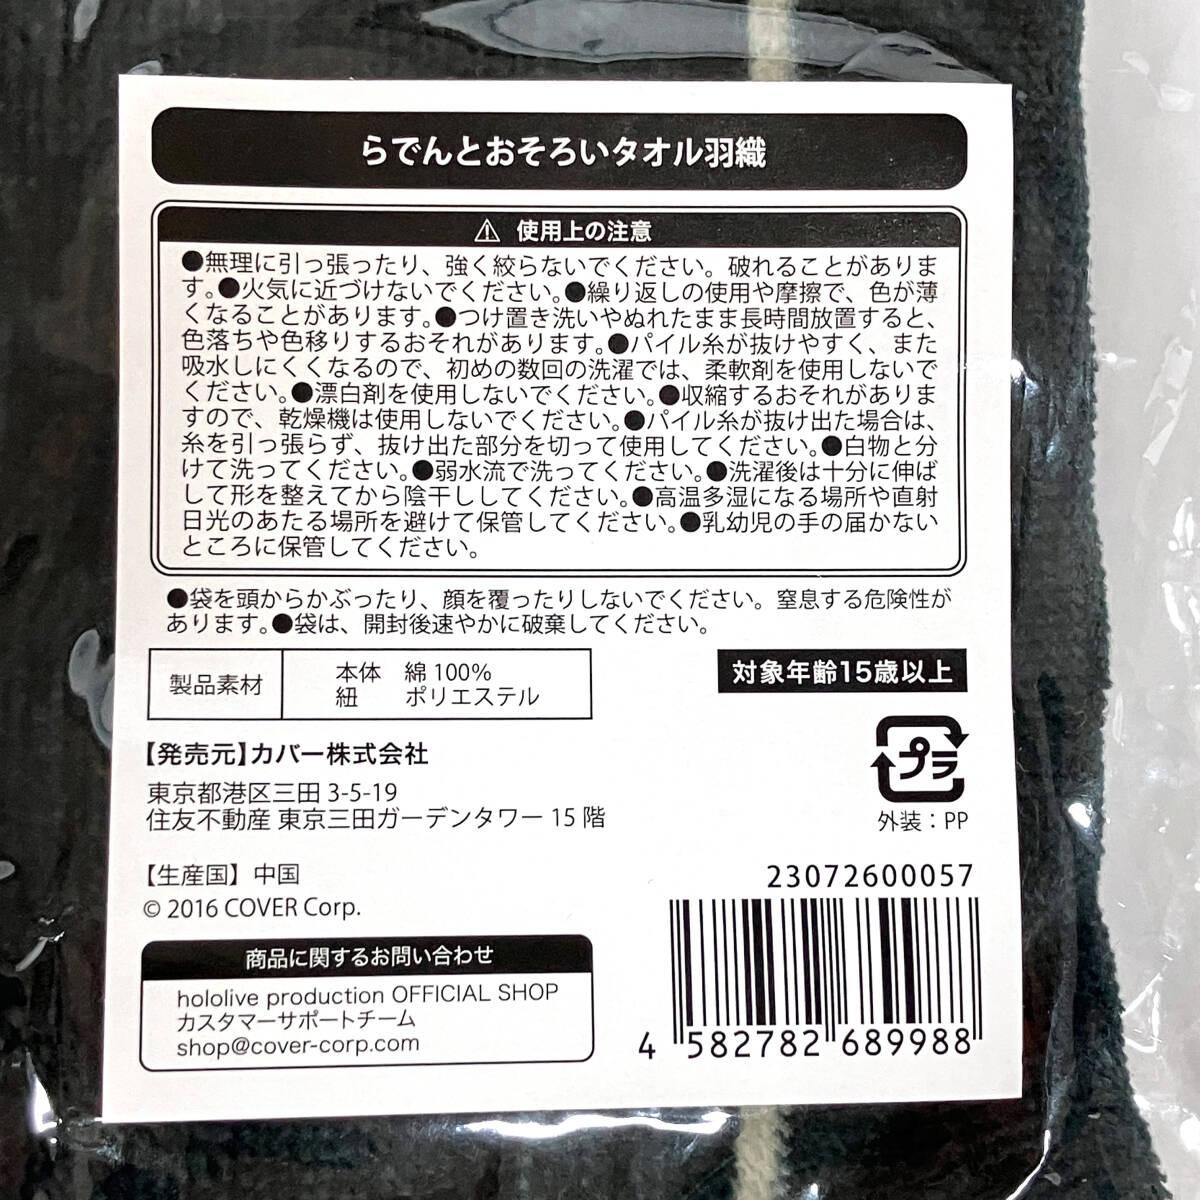 らでんとおそろいタオル羽織
⚠ 使用上の注意
●無理に引っ張ったり、強く絞らないでください。破れることがありま
す。●火気に近づけないでください。●繰り返しの使用や摩擦で、色が薄
くなることがあります。●つけ置き洗いやぬれたまま長時間放置すると、
色落ちや色移りするおそれがあります。●パイル糸が抜けやすく、また
吸水しにくくなるので、初めの数回の洗濯では、柔軟剤を使用しないで
ください。●漂白剤を使用しないでください。●収縮するおそれがありま
すので、乾燥機は使用しないでください。●パイル糸が抜け出た場合は、
糸を引っ張らず、抜け出た部分を切って使用してください。●白物と分
けて洗ってください。●弱水流で洗ってください。●洗濯後は十分に伸ば
して形を整えてから陰干ししてください。●高温多湿になる場所や直射
日光のあたる場所を避けて保管してください。●乳幼児の手の届かない
ところに保管してください。
●袋を頭からかぶったり、顔を覆ったりしないでください。窒息する危険性が
あります。●袋は、開封後速やかに破棄してください。
製品素材
本体 綿100%
紐 ポリエステル
対象年齢15歳以上
【発売元】カバー株式会社
東京都港区三田 3-5-19
住友不動産 東京三田ガーデンタワー 15 階
プラ
外装：PP
【生産国】中国
© 2016 COVER Corp.
23072600057
商品に関するお問い合わせ
hololive production OFFICIAL SHOP
カスタマーサポートチーム
shop@cover-corp.com
4 582782 689988